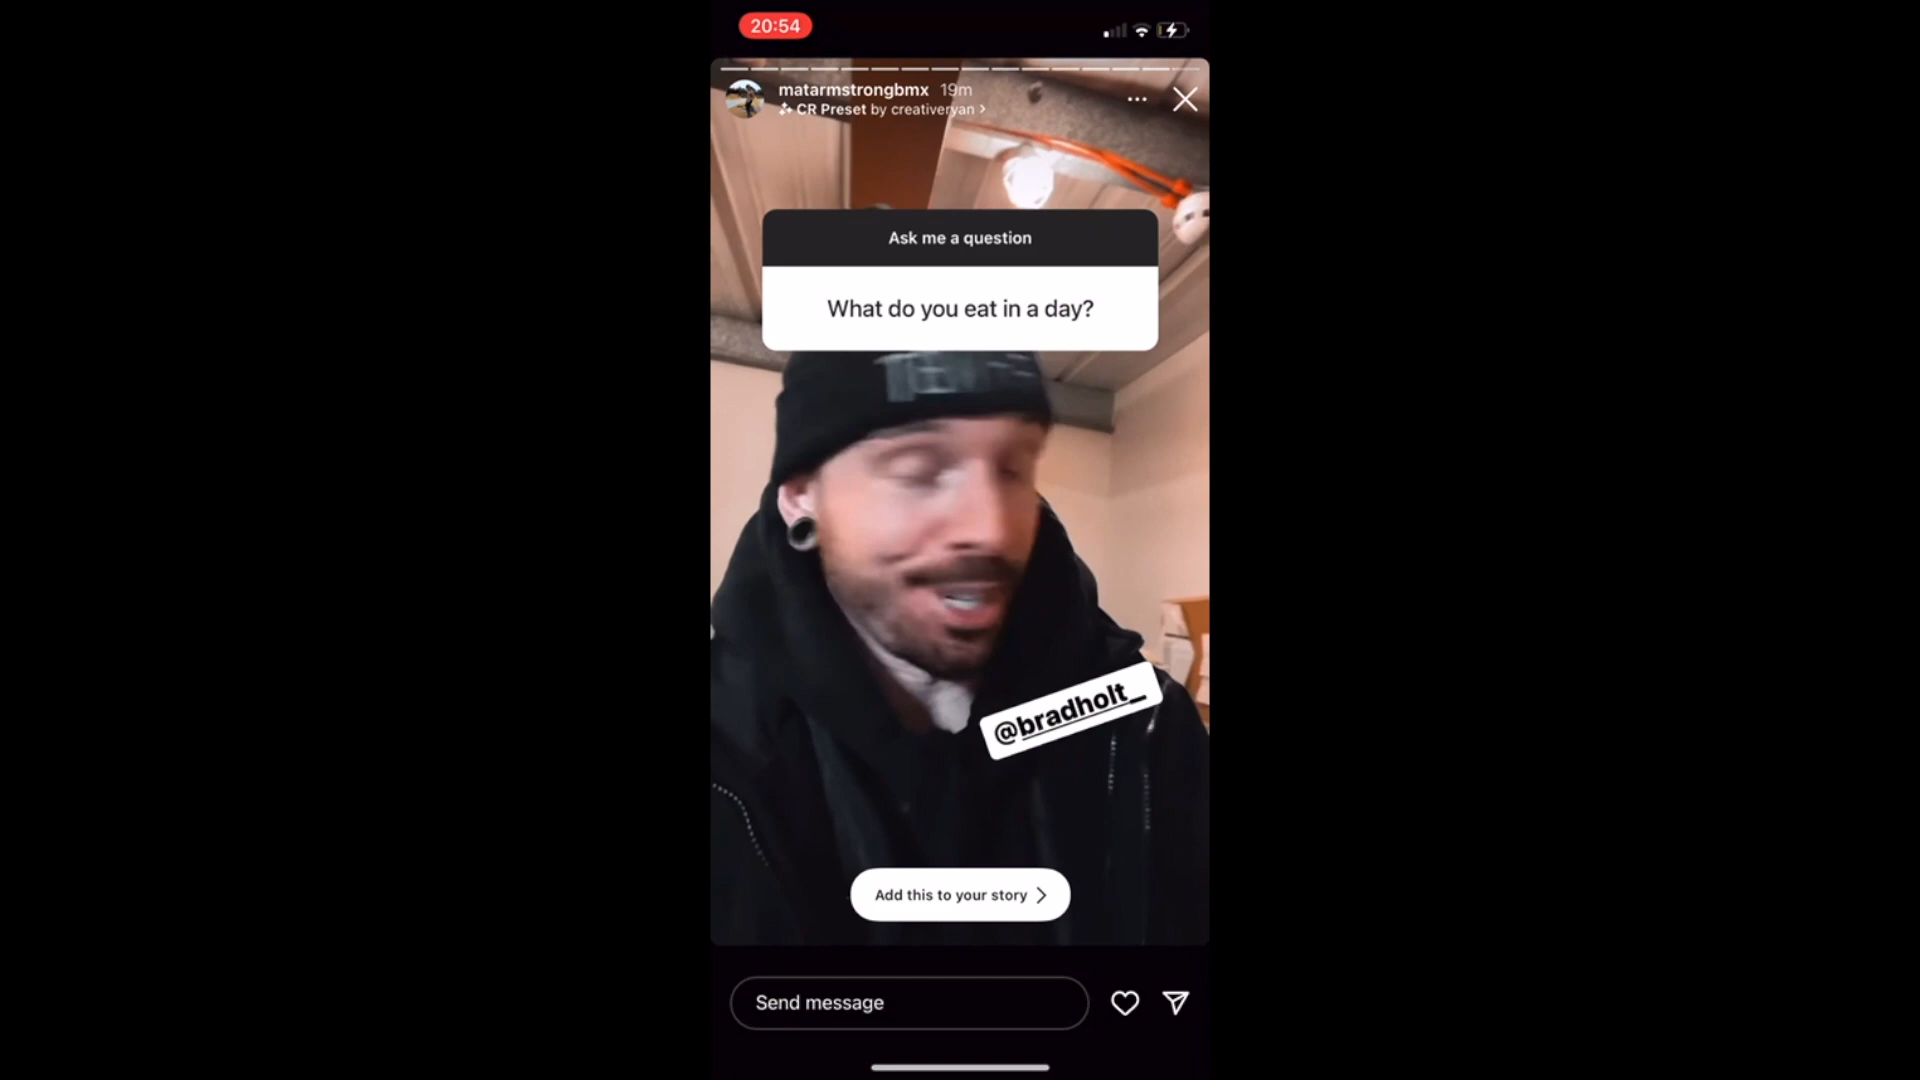 20:54
matarmstrongbmx 19m
CR Preset by creativeryan >
Ask me a question
What do you eat in a day?
@bradholt_
Add this to your story >
Send message